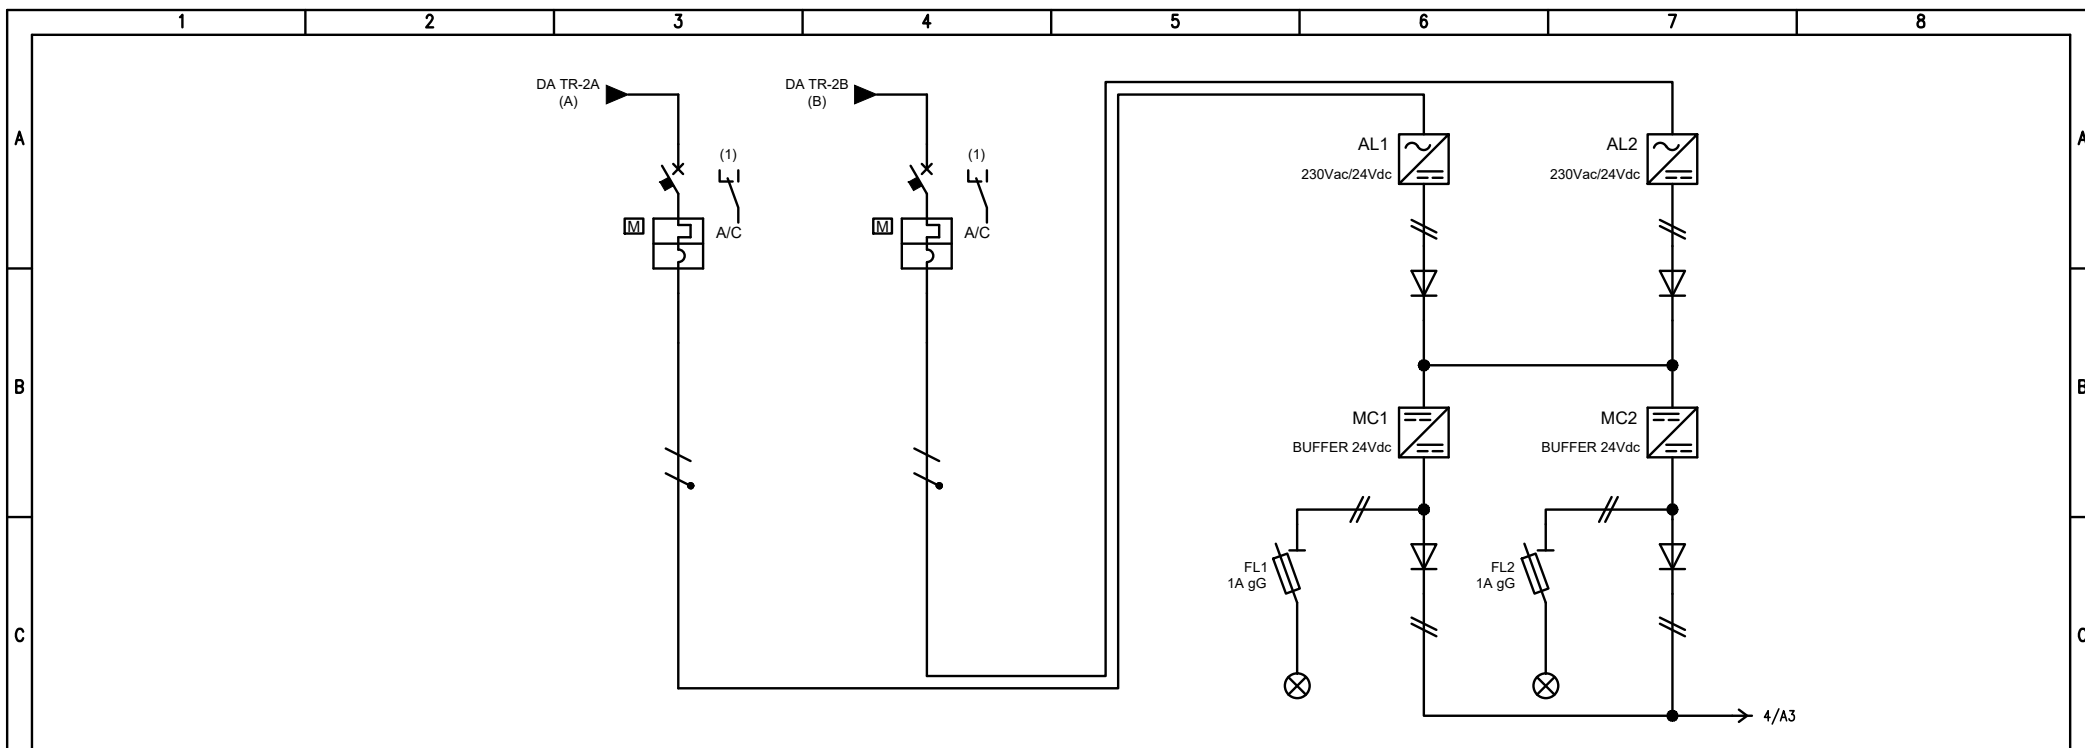 1 2 3 4 5 6 7 8
A
A
B
B
C
C
DA TR-2A
(A)
(1)
M
A/C
DA TR-2B
(B)
(1)
M
A/C
AL1
230Vac/24Vdc
AL2
230Vac/24Vdc
MC1
BUFFER 24Vdc
MC2
BUFFER 24Vdc
FL1
1A gG
FL2
1A gG
4/A3